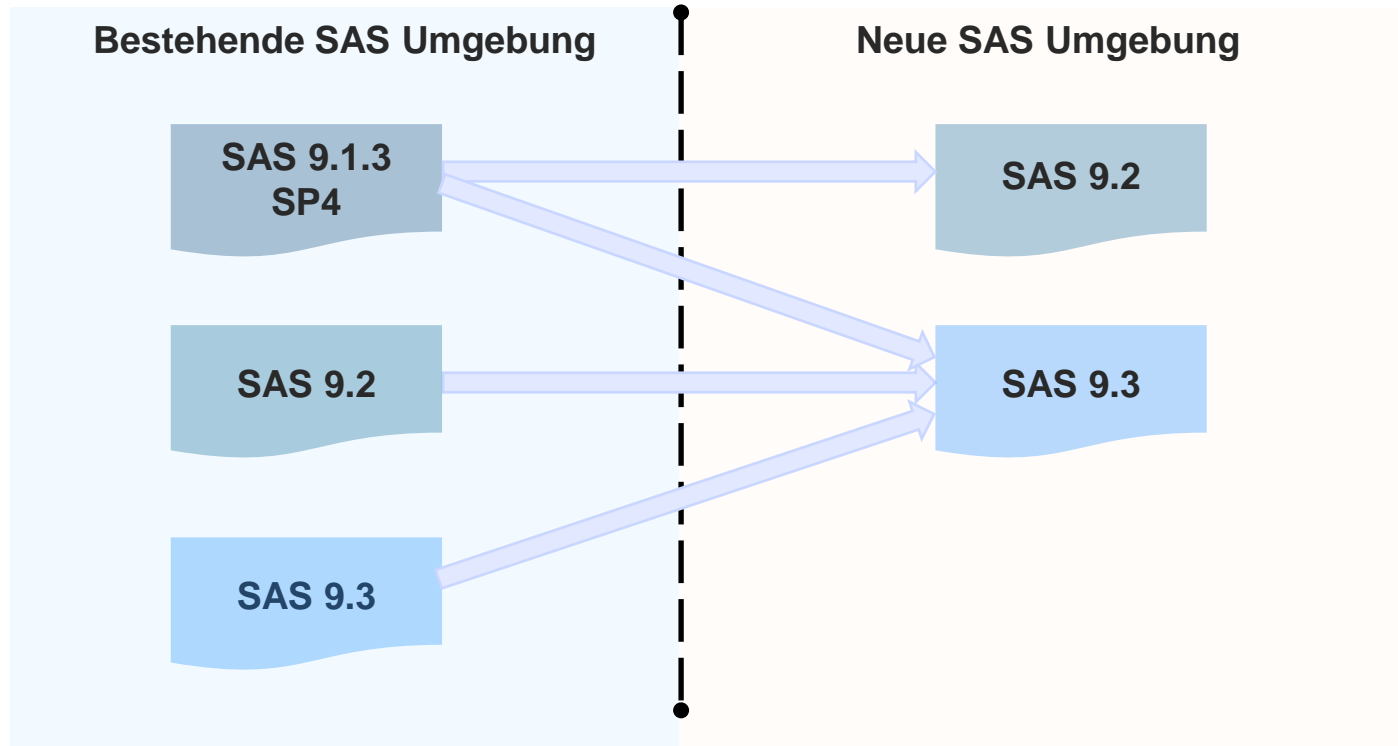 Bestehende SAS Umgebung
Neue SAS Umgebung
SAS 9.1.3
SP4
SAS 9.2
SAS 9.2
SAS 9.3
SAS 9.3